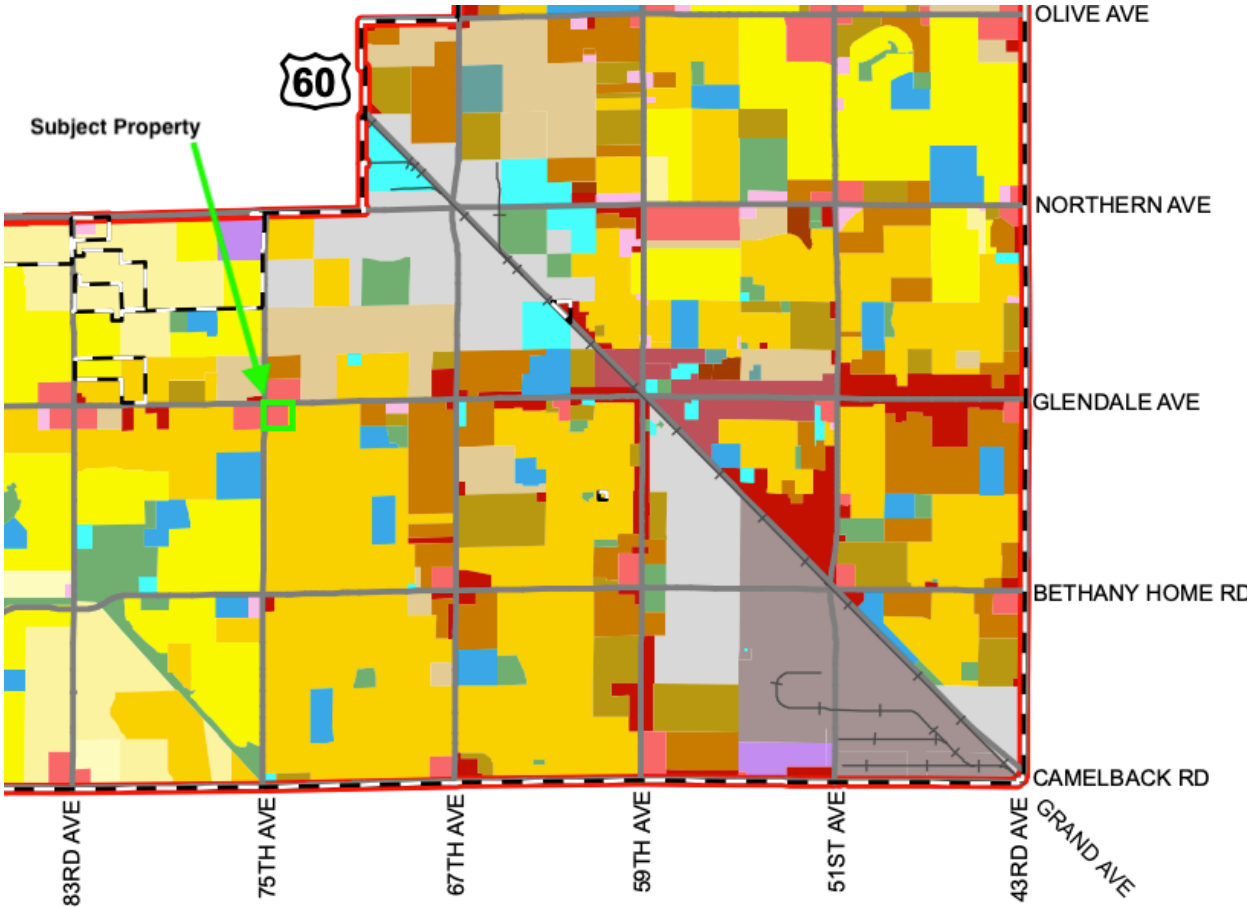 OLIVE AVE
60
Subject Property
NORTHERN AVE
GLENDALE AVE
BETHANY HOME RD
CAMELBACK RD
83RD AVE
75TH AVE
67TH AVE
59TH AVE
51ST AVE
43RD AVE
GRAND AVE